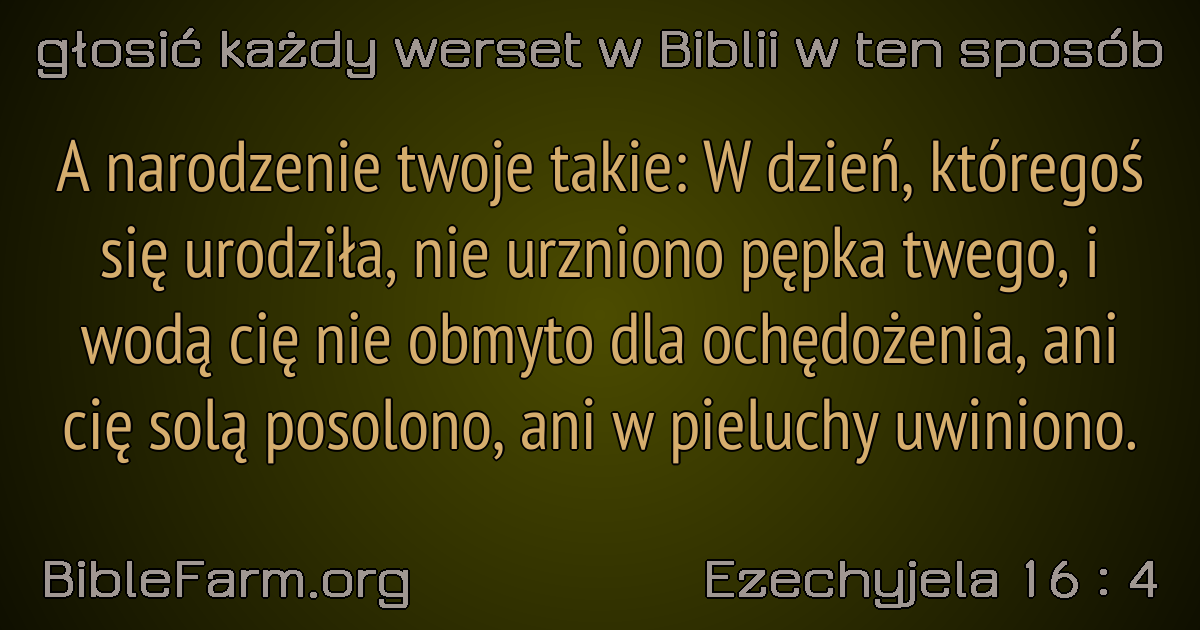 głosić każdy werset w Biblii w ten sposób
A narodzenie twoje takie: W dzień, któregoś
się urodziła, nie urzniono pępka twego, i
wodą cię nie obmyto dla ochędożenia, ani
cię solą posolono, ani w pieluchy uwiniono.
BibleFarm.org
Ezechyjela 16 : 4